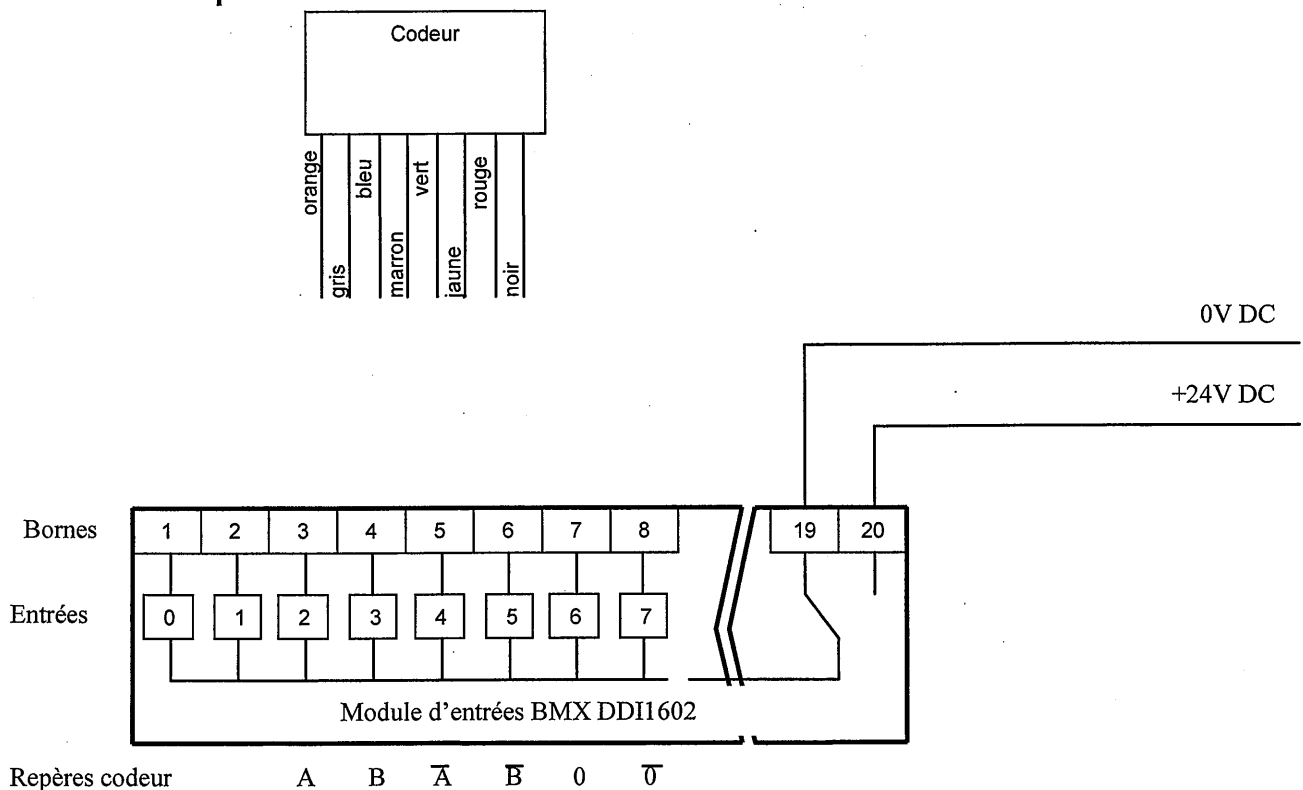 Codeur
orange
gris
bleu
marron
vert
jaune
rouge
noir
0V DC
+24V DC
Bornes 1 2 3 4 5 6 7 8 19 20
Entrées 0 1 2 3 4 5 6 7
Module d'entrées BMX DDI1602
Repères codeur A B A̅ B̅ 0 0̅